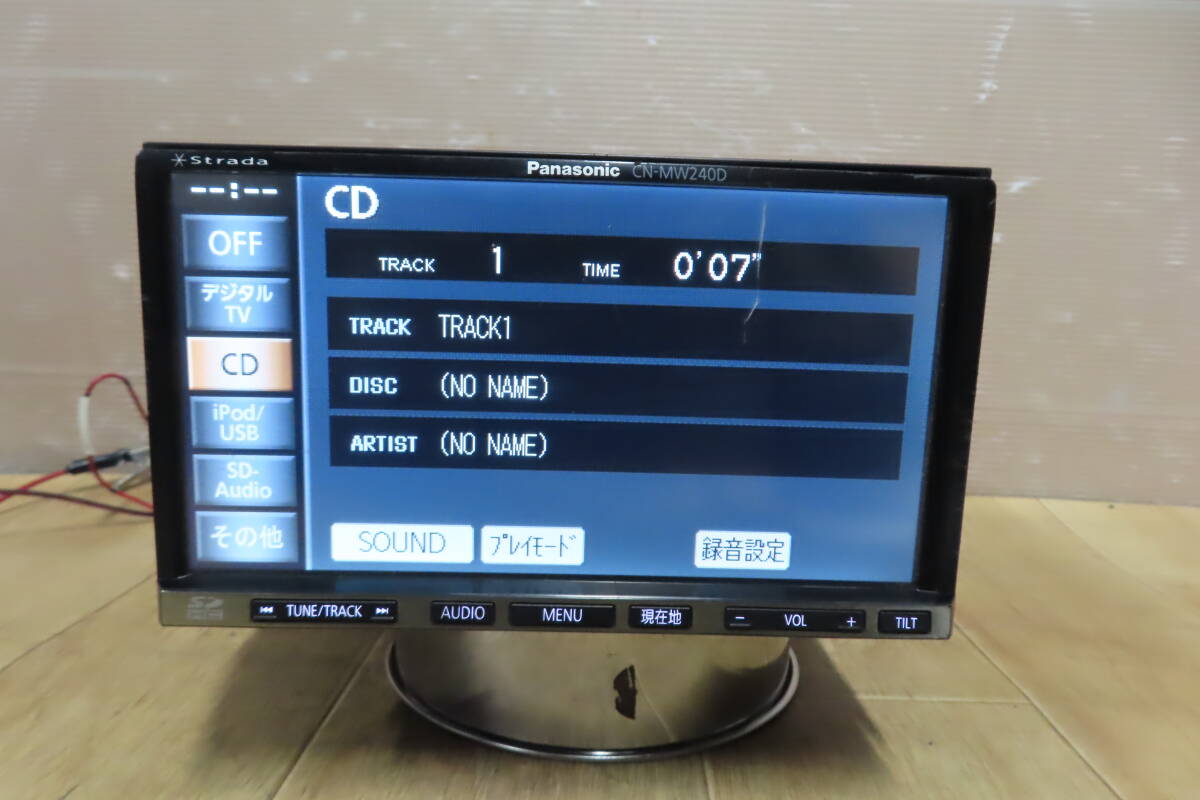 Strada
Panasonic CN-MW240D
--:--
CD
OFF
TRACK 1 TIME 0'07"
デジタル
TV
TRACK TRACK1
CD
DISC (NO NAME)
iPod/
USB
ARTIST (NO NAME)
SD-
Audio
その他
SOUND プレイモード 録音設定
TUNE/TRACK AUDIO MENU 現在地 − VOL + TILT